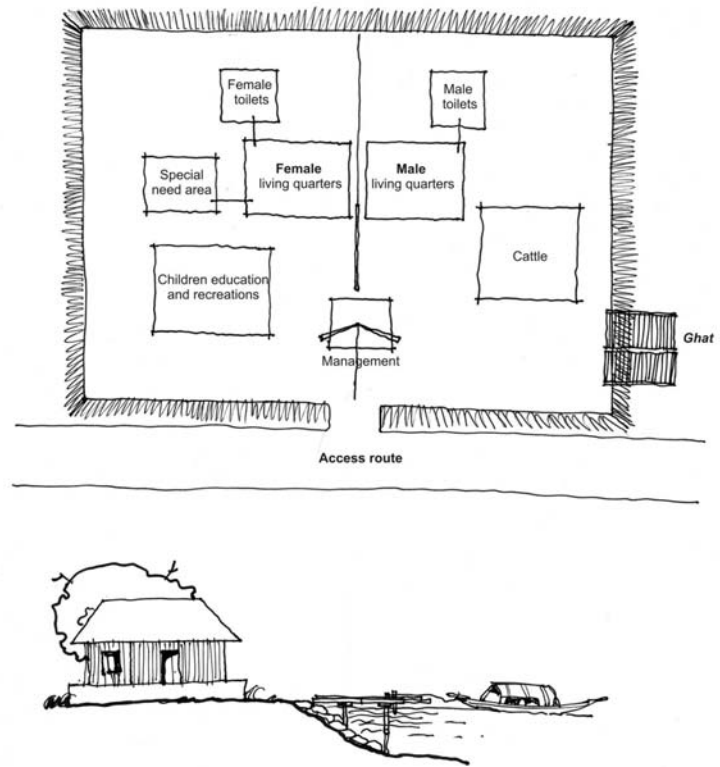 Female
toilets
Male
toilets
Special
need area
Female
living quarters
Male
living quarters
Cattle
Children education
and recreations
Ghat
Management
Access route